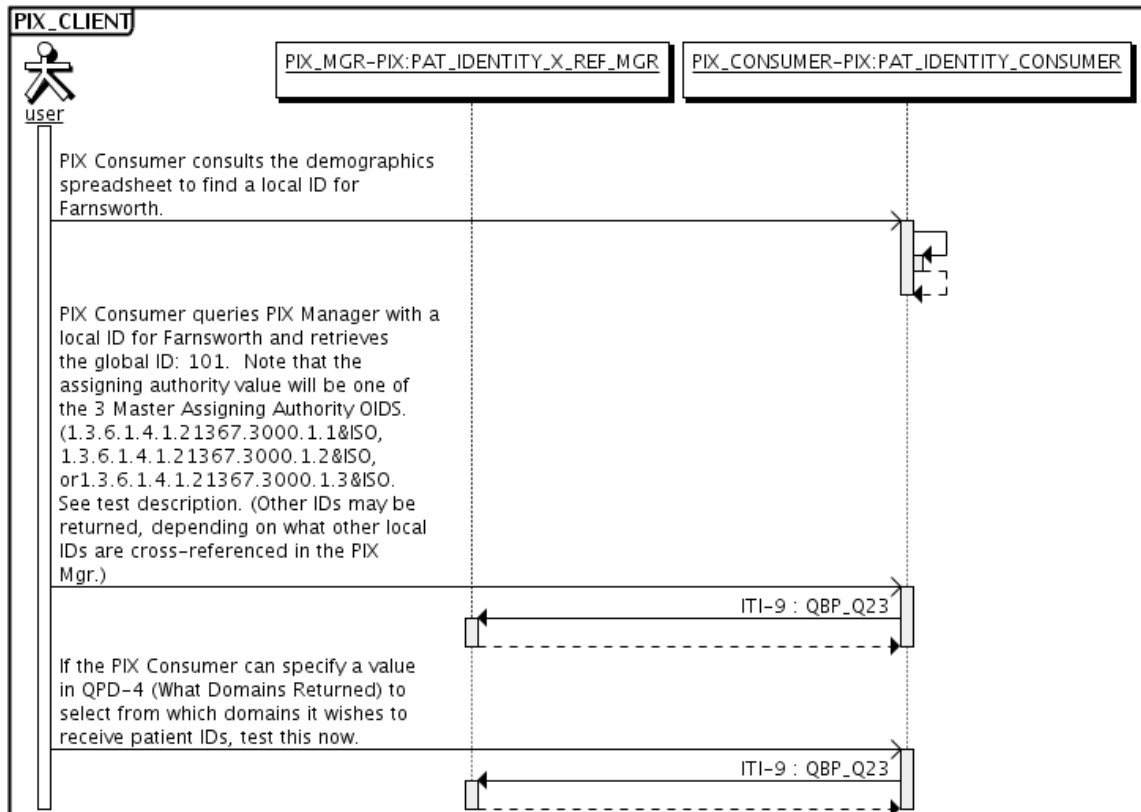 PIX_CLIENT
PIX_MGR-PIX:PAT_IDENTITY_X_REF_MGR
PIX_CONSUMER-PIX:PAT_IDENTITY_CONSUMER
user
PIX Consumer consults the demographics
spreadsheet to find a local ID for
Farnsworth.
PIX Consumer queries PIX Manager with a
local ID for Farnsworth and retrieves
the global ID: 101.  Note that the
assigning authority value will be one of
the 3 Master Assigning Authority OIDS.
(1.3.6.1.4.1.21367.3000.1.1&ISO,
1.3.6.1.4.1.21367.3000.1.2&ISO,
or1.3.6.1.4.1.21367.3000.1.3&ISO.
See test description. (Other IDs may be
returned, depending on what other local
IDs are cross-referenced in the PIX
Mgr.)
ITI-9 : QBP_Q23
If the PIX Consumer can specify a value
in QPD-4 (What Domains Returned) to
select from which domains it wishes to
receive patient IDs, test this now.
ITI-9 : QBP_Q23